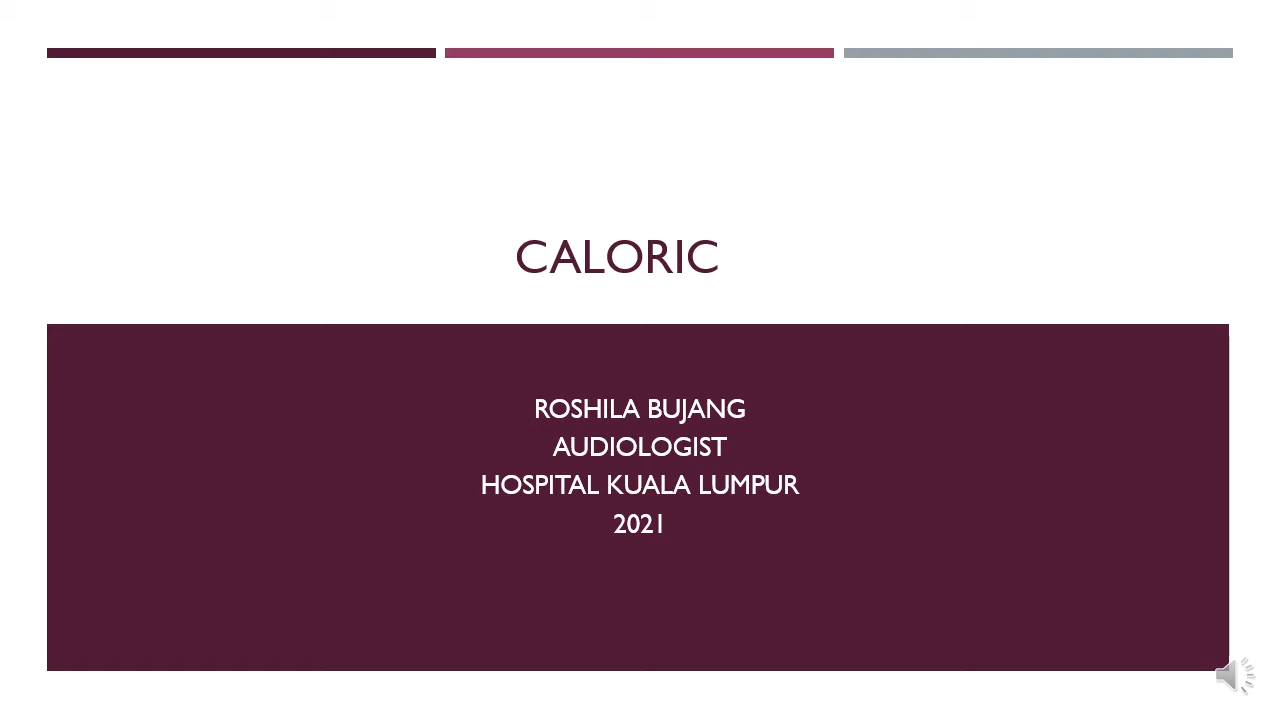 CALORIC
ROSHILA BUJANG
AUDIOLOGIST
HOSPITAL KUALA LUMPUR
2021